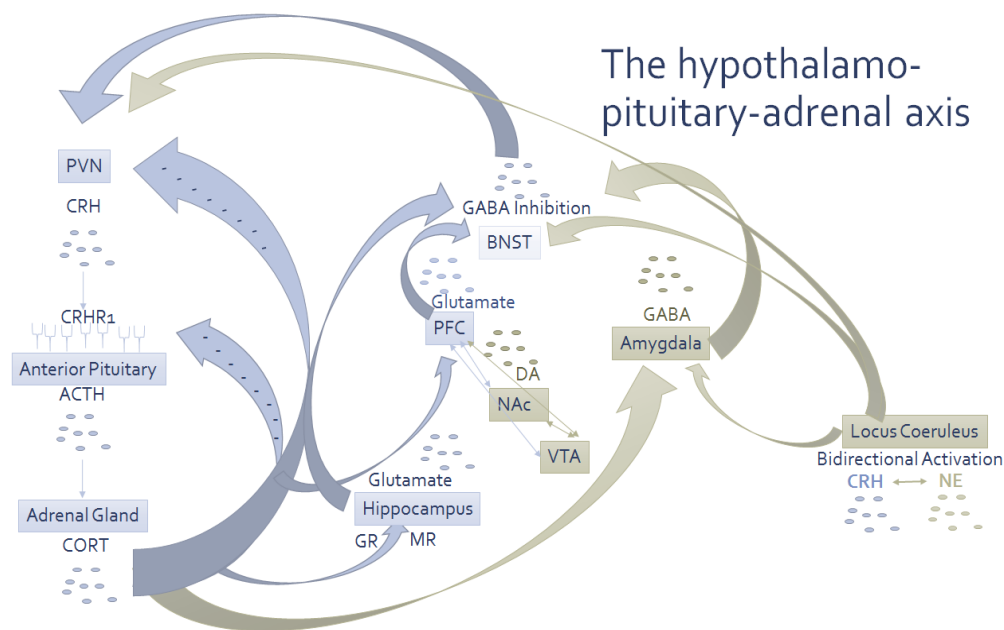 The hypothalamo-
pituitary-adrenal axis
PVN
CRH
CRHR1
Anterior Pituitary
ACTH
Adrenal Gland
CORT
GABA Inhibition
BNST
Glutamate
PFC
DA
NAc
VTA
Glutamate
Hippocampus
GR
MR
GABA
Amygdala
Locus Coeruleus
Bidirectional Activation
CRH
NE